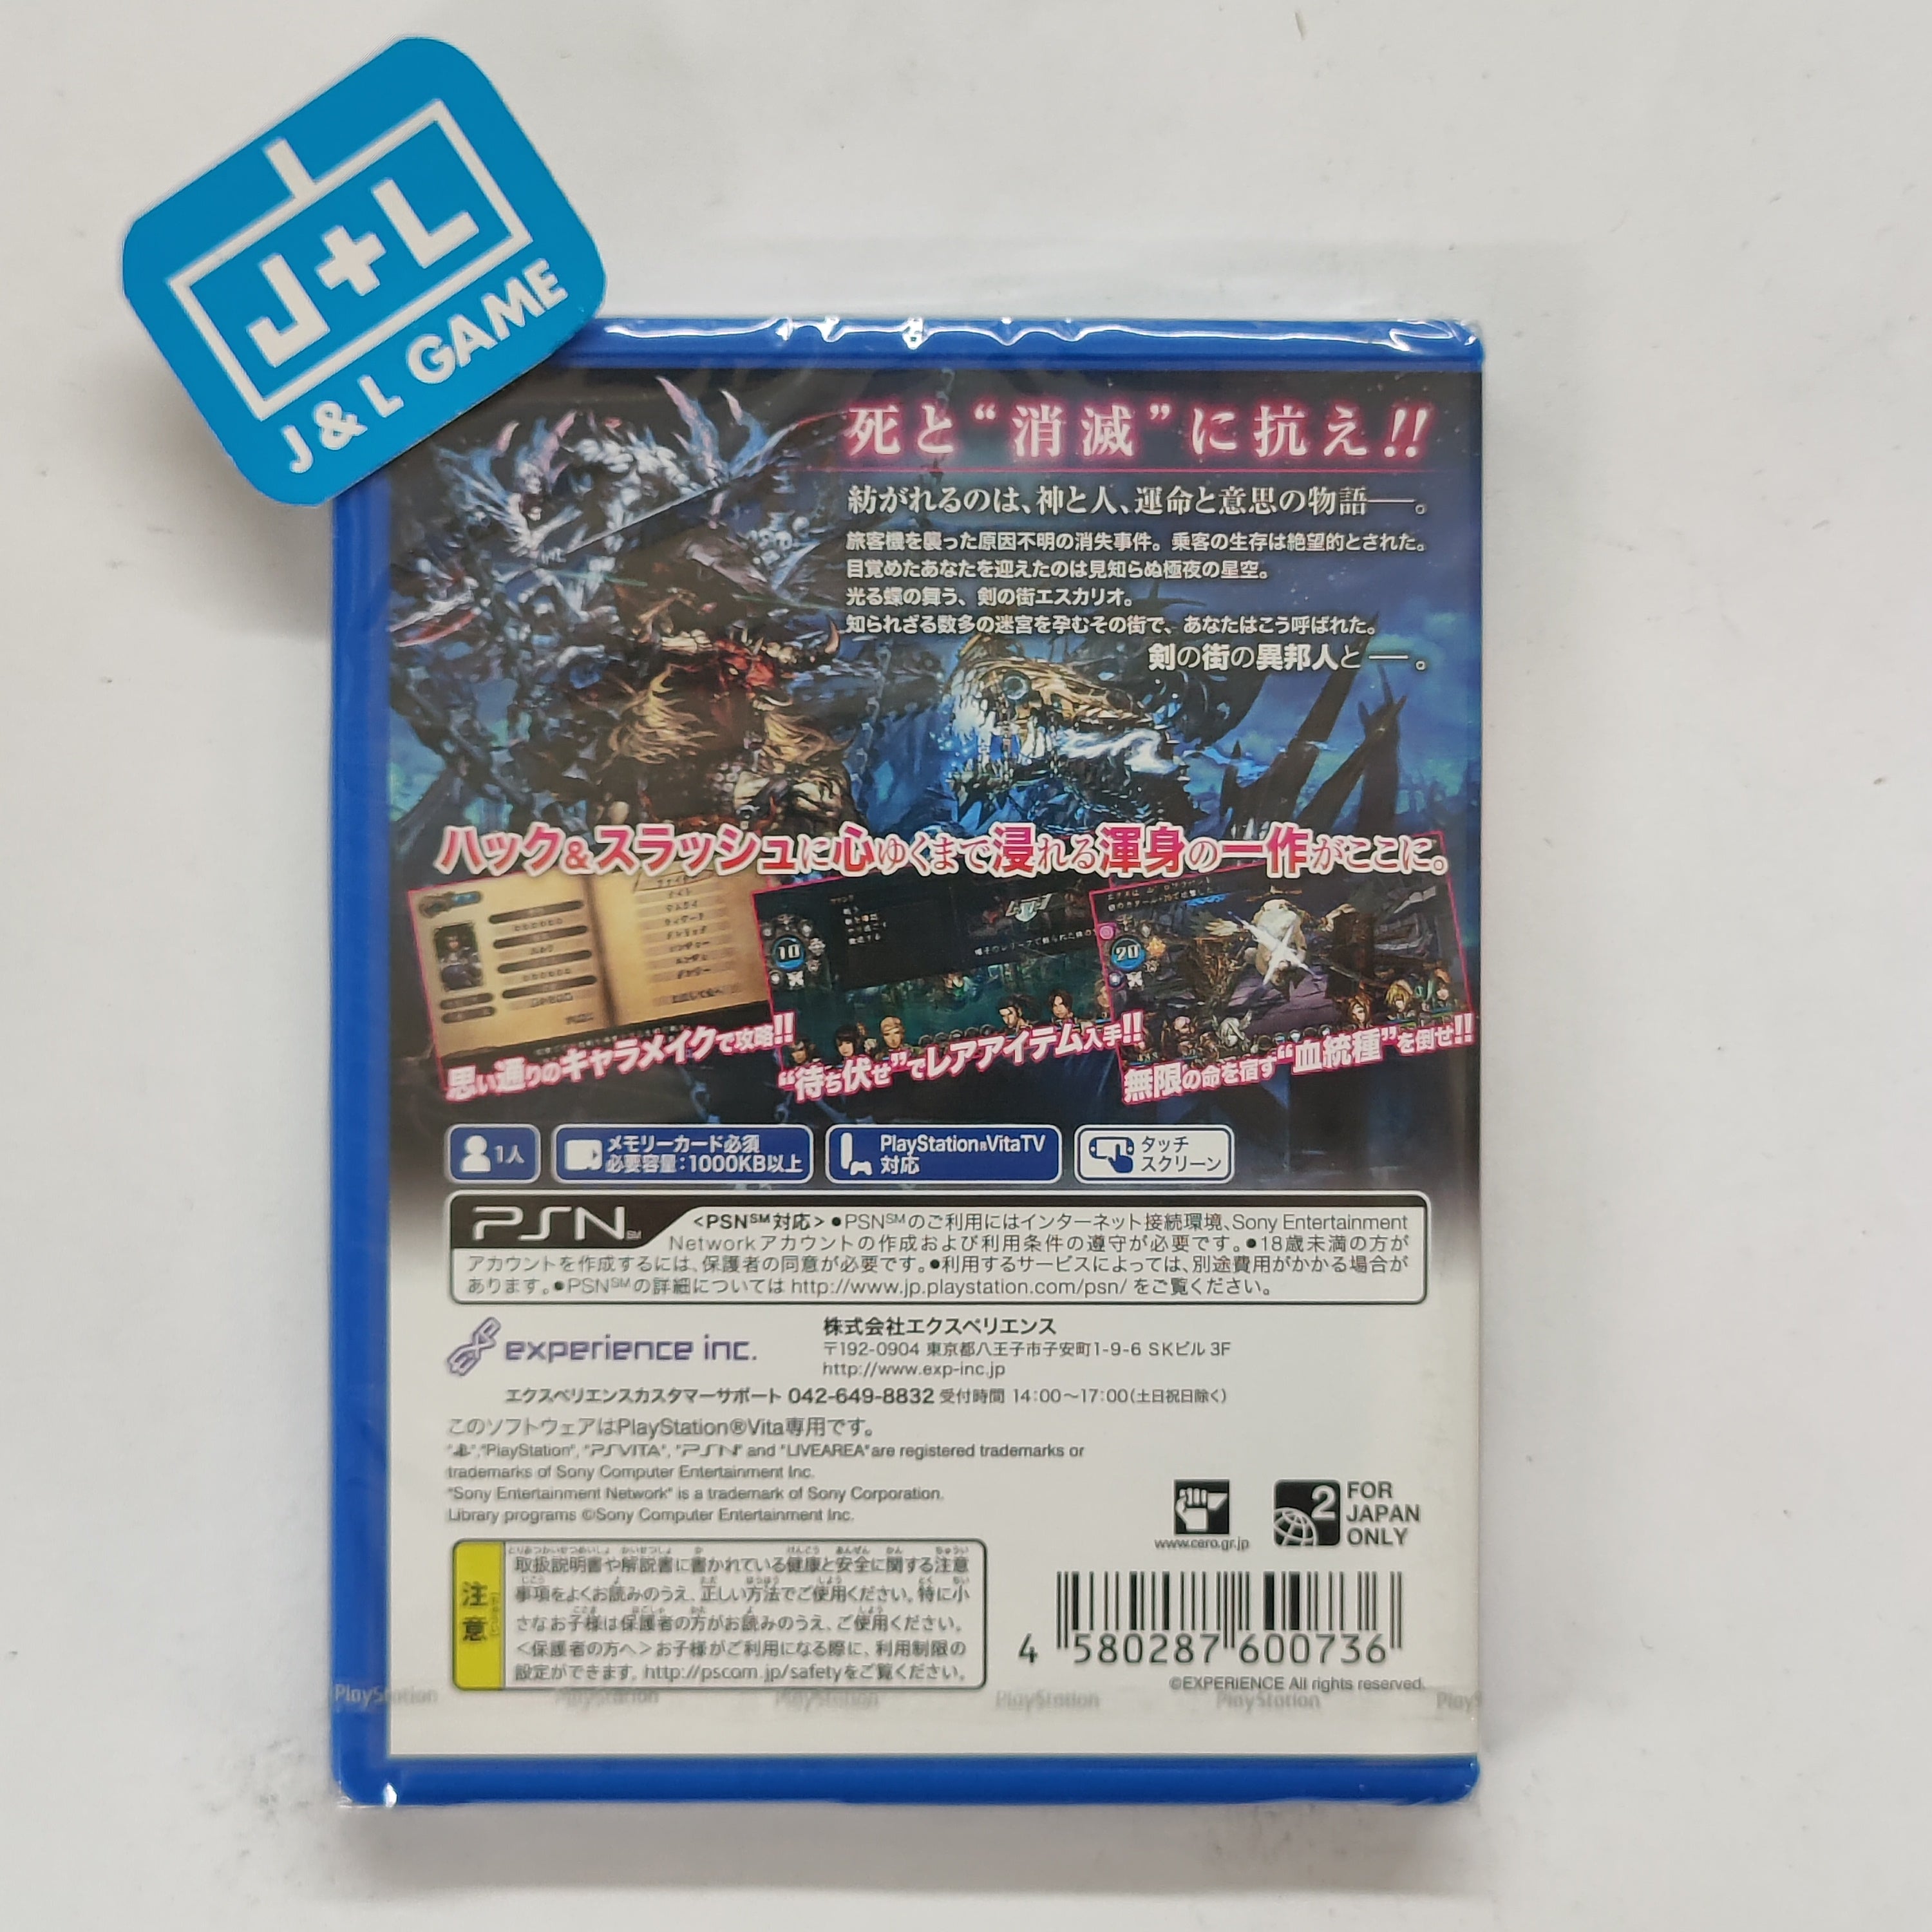 J+L
J & L GAME
死と“消滅”に抗え!!
紡がれるのは、神と人、運命と意思の物語――。
旅客機を襲った原因不明の消失事件。乗客の生存は絶望的とされた。
目覚めたあなたを迎えたのは見知らぬ極夜の星空。
光る蝶の舞う、剣の街エスカリオ。
知られざる数多の迷宮を孕むその街で、あなたはこう呼ばれた。
剣の街の異邦人と――。
ハック&スラッシュに心ゆくまで浸れる渾身の一作がここに。
10
20
思い通りのキャラメイクで攻略!!
“待ち伏せ”でレアアイテム入手!!
無限の命を宿す“血統種”を倒せ!!
1人
メモリーカード必須
必要容量:1000KB以上
PlayStation®VitaTV
対応
タッチ
スクリーン
PSN℠
<PSN℠対応> ●PSN℠のご利用にはインターネット接続環境、Sony Entertainment
Networkアカウントの作成および利用条件の遵守が必要です。●18歳未満の方が
アカウントを作成するには、保護者の同意が必要です。●利用するサービスによっては、別途費用がかかる場合が
あります。●PSN℠の詳細については http://www.jp.playstation.com/psn/ をご覧ください。
experience inc.
株式会社エクスペリエンス
〒192-0904 東京都八王子市子安町1-9-6 SKビル 3F
http://www.exp-inc.jp
エクスペリエンスカスタマーサポート 042-649-8832 受付時間 14:00～17:00(土日祝日除く)
このソフトウェアはPlayStation®Vita専用です。
"", "PlayStation", "PSVITA", "PSN" and "LIVEAREA" are registered trademarks or
trademarks of Sony Computer Entertainment Inc.
"Sony Entertainment Network" is a trademark of Sony Corporation.
Library programs ©Sony Computer Entertainment Inc.
www.cero.gr.jp
2
FOR
JAPAN
ONLY
注意
取扱説明書や解説書に書かれている健康と安全に関する注意
事項をよくお読みのうえ、正しい方法でご使用ください。特に小
さなお子様は保護者の方がお読みのうえ、ご使用ください。
<保護者の方へ>お子様がご利用になる際に、利用制限の
設定ができます。http://pscom.jp/safetyをご覧ください。
4 580287 600736
©EXPERIENCE All rights reserved.
PlayStation PlayStation PlayStation PlayStation PlayStation PlayS